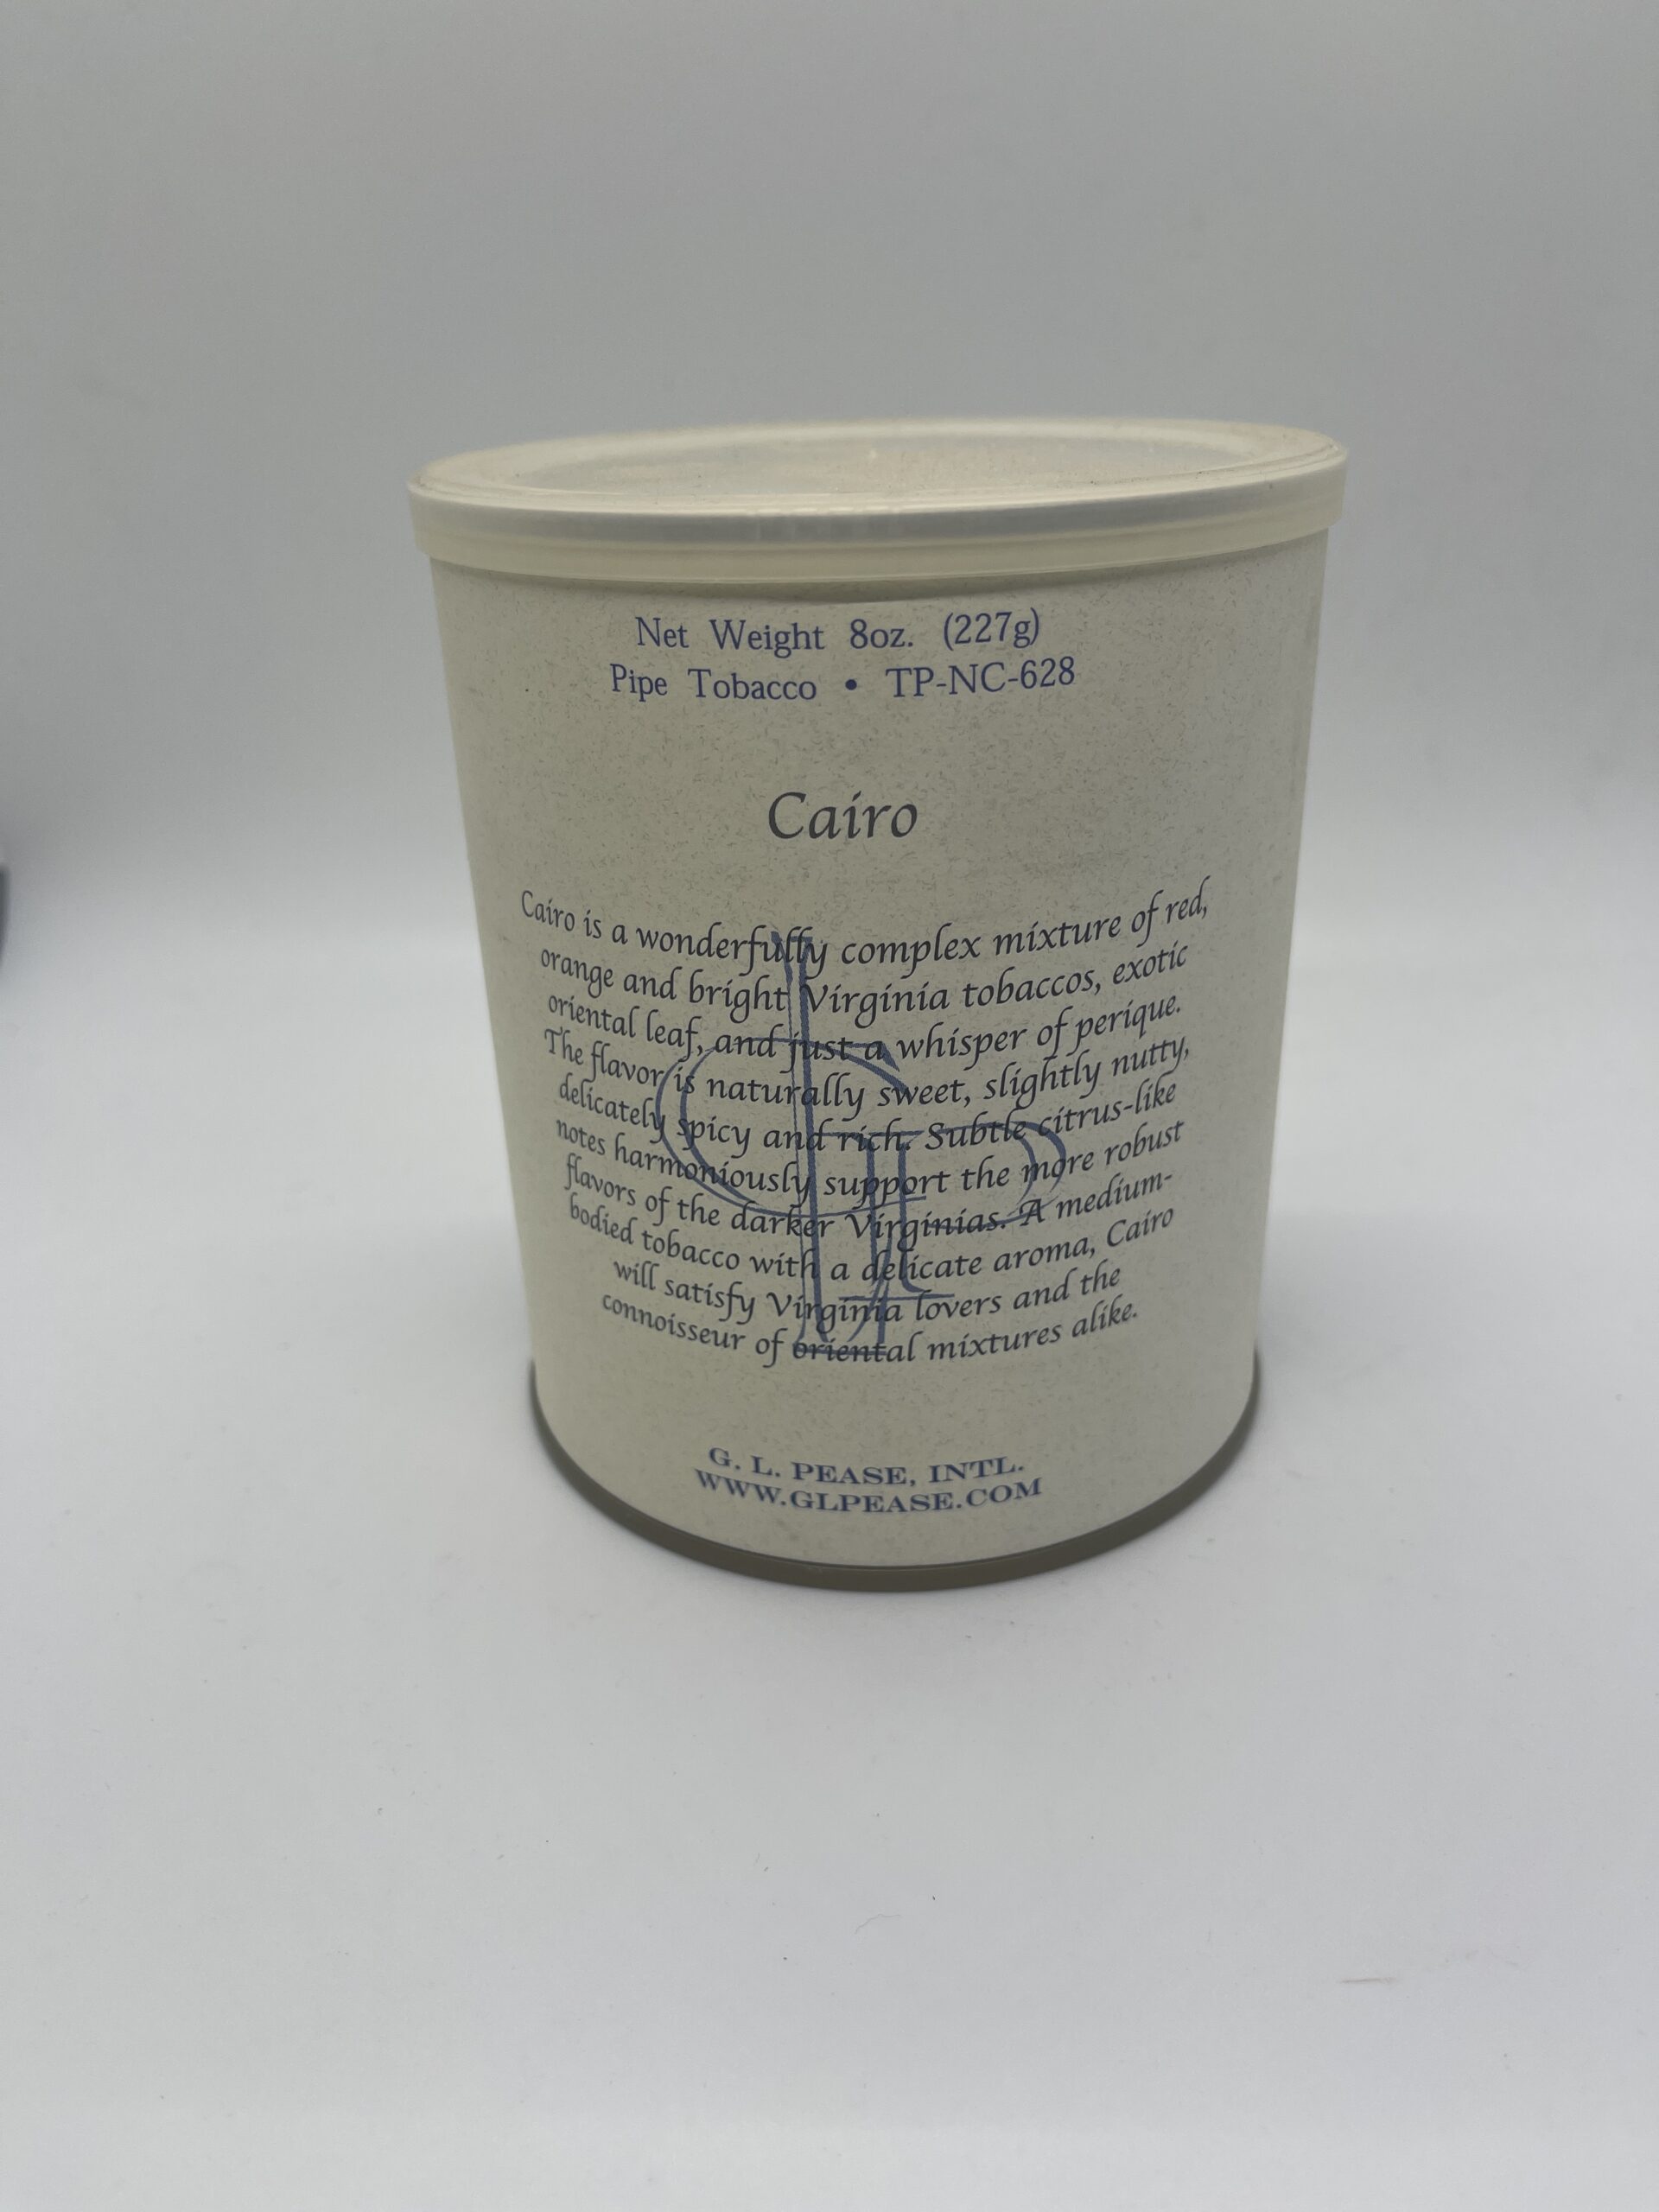 Net Weight 8oz. (227g)
Pipe Tobacco • TP-NC-628
Cairo
Cairo is a wonderfully complex mixture of red,
orange and bright Virginia tobaccos, exotic
oriental leaf, and just a whisper of perique.
The flavor is naturally sweet, slightly nutty,
delicately spicy and rich. Subtle citrus-like
notes harmoniously support the more robust
flavors of the darker Virginias. A medium-
bodied tobacco with a delicate aroma, Cairo
will satisfy Virginia lovers and the
connoisseur of oriental mixtures alike.
G. L. PEASE, INTL.
WWW.GLPEASE.COM